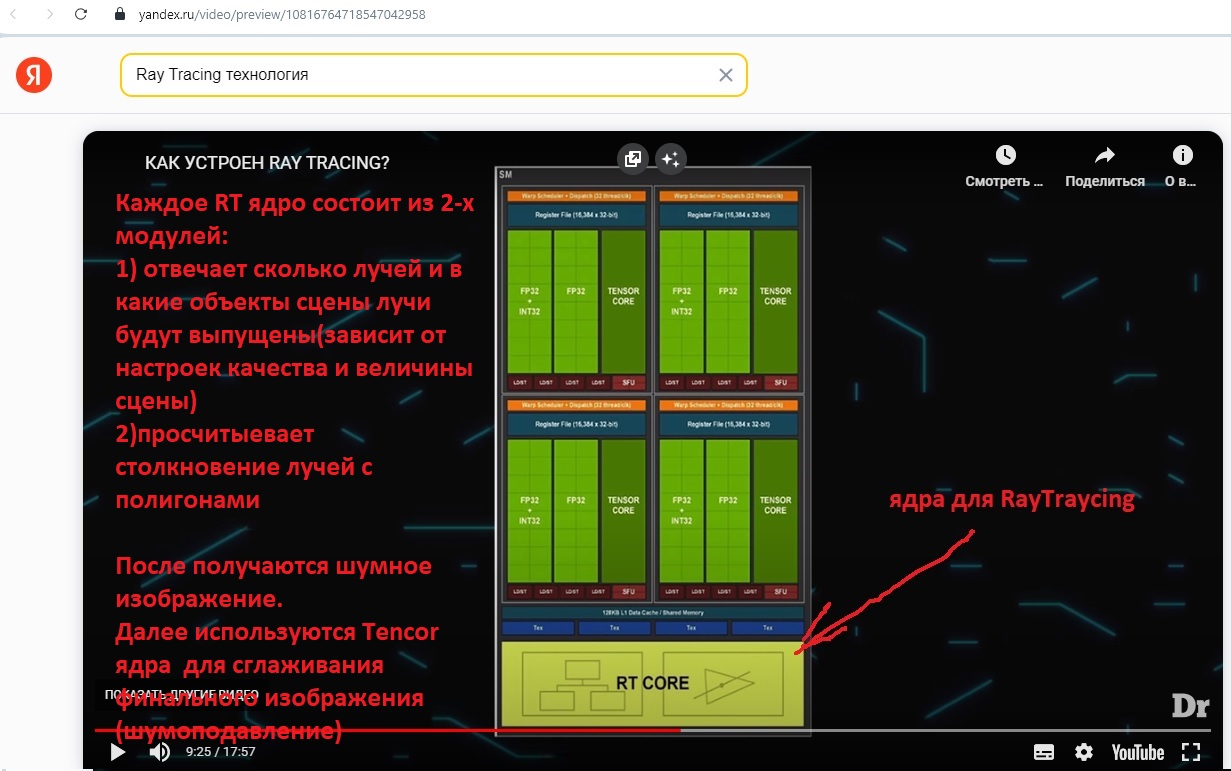 yandex.ru/video/preview/10816764718547042958
Я
Ray Tracing технология
КАК УСТРОЕН RAY TRACING?
Смотреть ...
Поделиться
О в...
Каждое RT ядро состоит из 2-х
модулей:
1) отвечает сколько лучей и в
какие объекты сцены лучи
будут выпущены(зависит от
настроек качества и величины
сцены)
2)просчитыевает
столкновение лучей с
полигонами
После получаются шумное
изображение.
Далее используются Tencor
ядра для сглаживания
финального изображения
(шумоподавление)
ПОКАЗАТЬ ДРУГИЕ ВИДЕО
SM
Warp Scheduler + Dispatch (32 thread/clk)
Register File (16,384 x 32-bit)
FP32
+
INT32
FP32
TENSOR
CORE
LD/ST LD/ST LD/ST LD/ST SFU
Warp Scheduler + Dispatch (32 thread/clk)
Register File (16,384 x 32-bit)
FP32
+
INT32
FP32
TENSOR
CORE
LD/ST LD/ST LD/ST LD/ST SFU
Warp Scheduler + Dispatch (32 thread/clk)
Register File (16,384 x 32-bit)
FP32
+
INT32
FP32
TENSOR
CORE
LD/ST LD/ST LD/ST LD/ST SFU
Warp Scheduler + Dispatch (32 thread/clk)
Register File (16,384 x 32-bit)
FP32
+
INT32
FP32
TENSOR
CORE
LD/ST LD/ST LD/ST LD/ST SFU
128KB L1 Data Cache / Shared Memory
Tex Tex Tex Tex
RT CORE
ядра для RayTraycing
Dr
9:25 / 17:57
YouTube